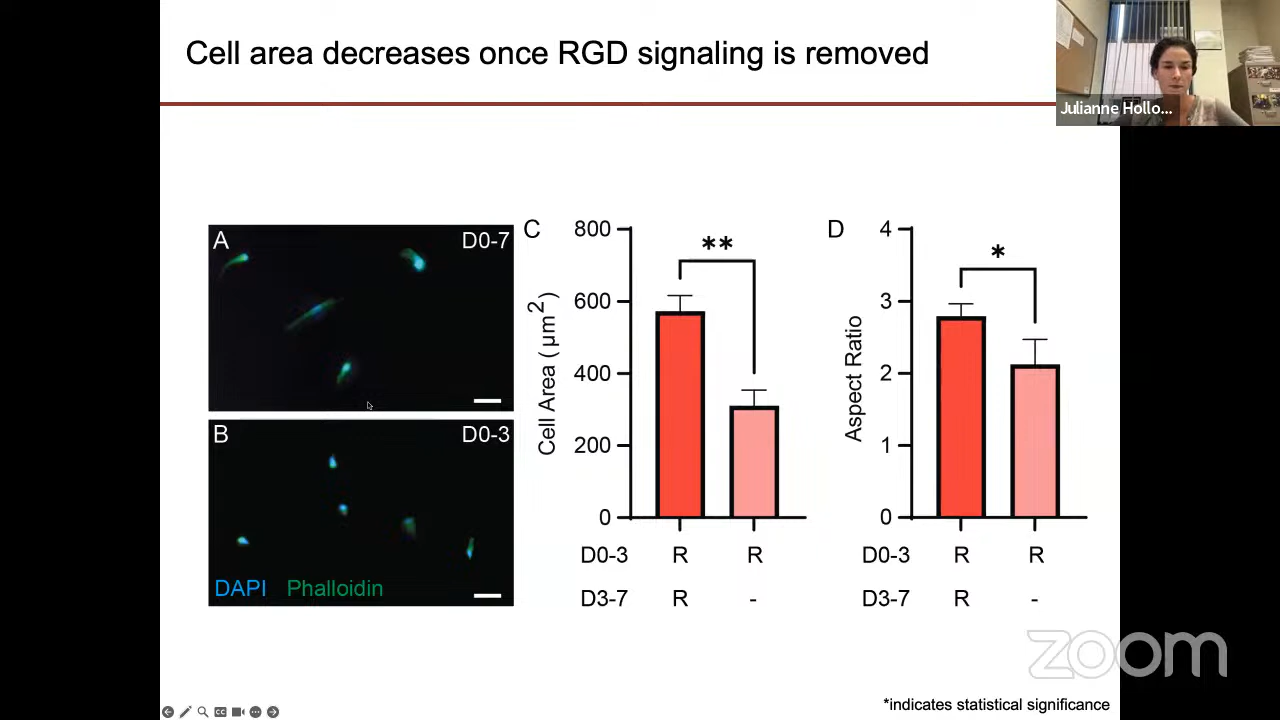 Cell area decreases once RGD signaling is removed
Julianne Hollo...
A
D0-7
B
D0-3
DAPI Phalloidin
C
800
600
400
200
0
Cell Area (µm²)
**
D0-3 R R
D3-7 R -
D
4
3
2
1
0
Aspect Ratio
*
D0-3 R R
D3-7 R -
zoom
*indicates statistical significance
CC